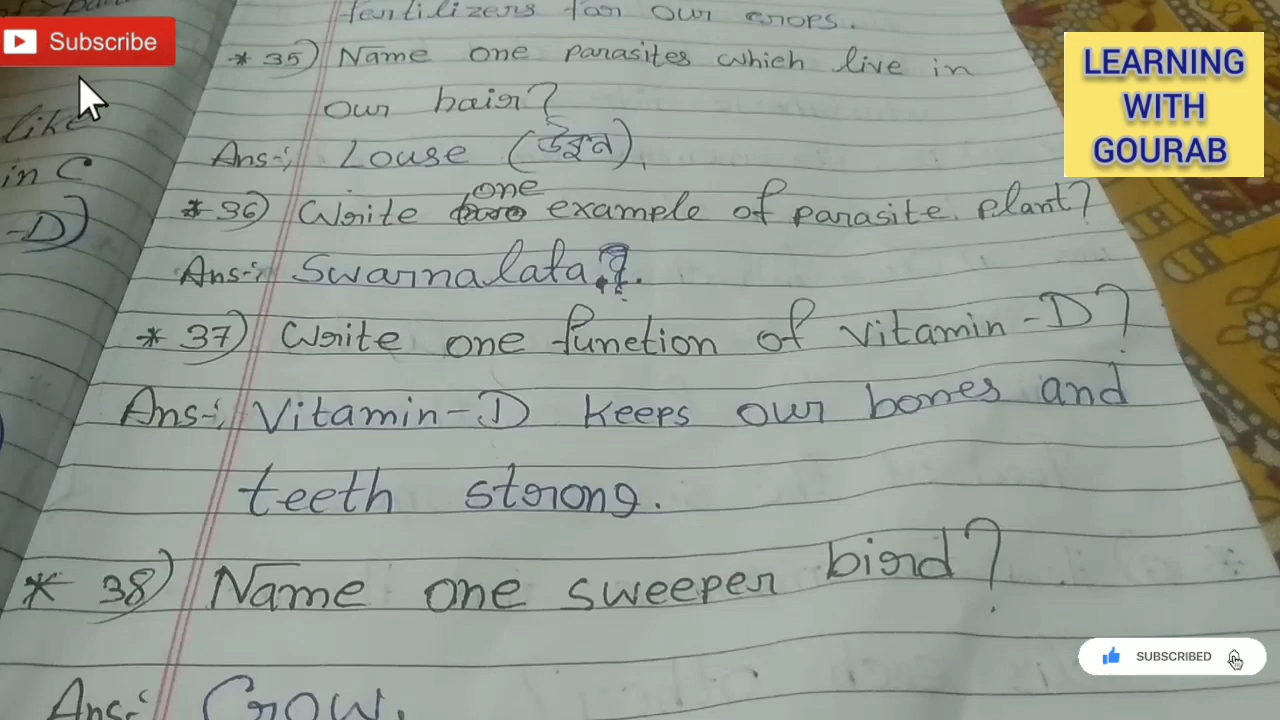 fertilizers for our crops.
* 35) Name one parasites which live in
our hair?
Ans-: Louse (উকুন).
one
* 36) Write two example of parasite plant?
Ans-: Swarnalata.
* 37) Write one function of vitamin-D?
Ans-: Vitamin-D keeps our bones and
teeth strong.
* 38) Name one sweeper bird?
Ans-: Crow.
like
in C
-D)
Subscribe
LEARNING
WITH
GOURAB
SUBSCRIBED